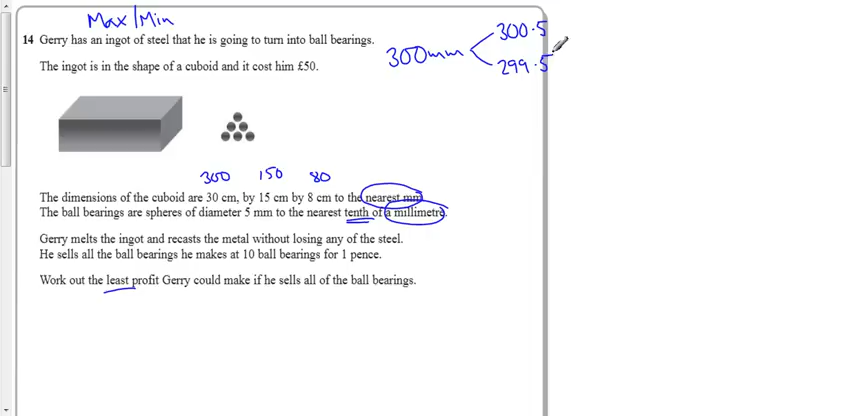 Max/Min
14 Gerry has an ingot of steel that he is going to turn into ball bearings.
300mm 300.5
299.5
The ingot is in the shape of a cuboid and it cost him £50.
300 150 80
The dimensions of the cuboid are 30 cm, by 15 cm by 8 cm to the nearest mm.
The ball bearings are spheres of diameter 5 mm to the nearest tenth of a millimetre.
Gerry melts the ingot and recasts the metal without losing any of the steel.
He sells all the ball bearings he makes at 10 ball bearings for 1 pence.
Work out the least profit Gerry could make if he sells all of the ball bearings.